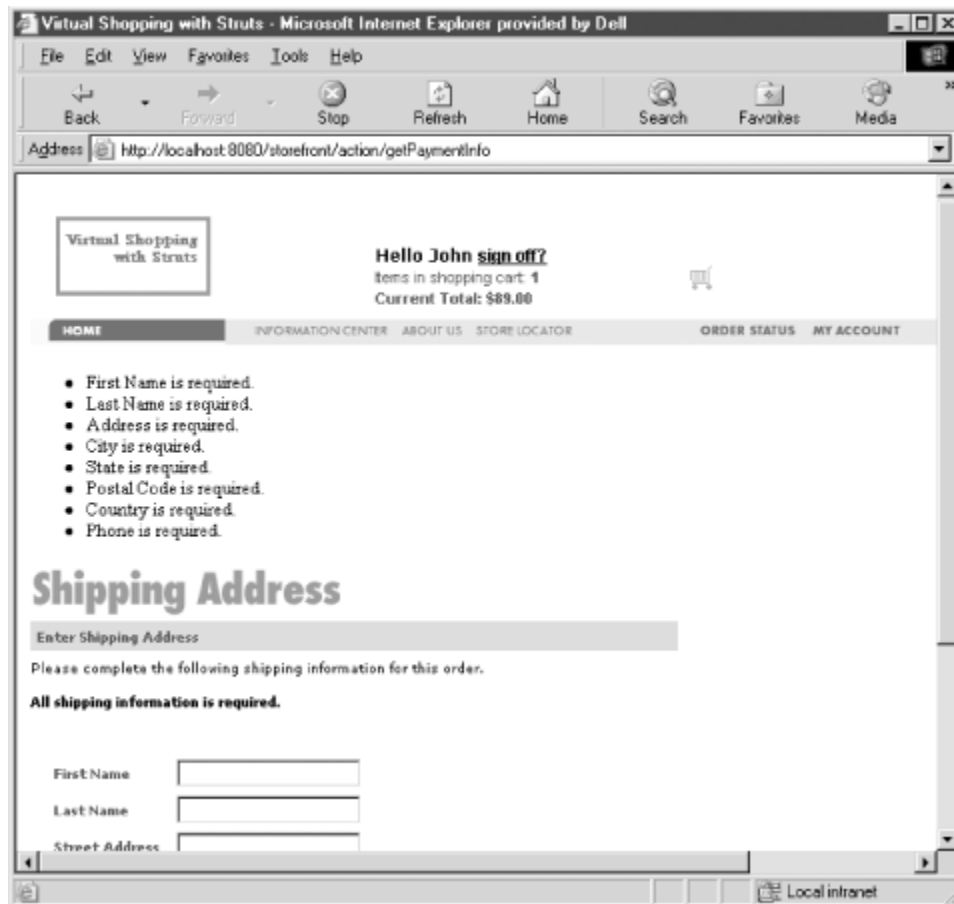 Virtual Shopping with Struts - Microsoft Internet Explorer provided by Dell
File Edit View Favorites Tools Help
Back Forward Stop Refresh Home Search Favorites Media »
Address http://localhost:8080/storefront/action/getPaymentInfo
Virtual Shopping
with Struts
Hello John sign off?
Items in shopping cart: 1
Current Total: $89.00
HOME INFORMATION CENTER ABOUT US STORE LOCATOR ORDER STATUS MY ACCOUNT
• First Name is required.
• Last Name is required.
• Address is required.
• City is required.
• State is required.
• Postal Code is required.
• Country is required.
• Phone is required.
Shipping Address
Enter Shipping Address
Please complete the following shipping information for this order.
All shipping information is required.
First Name
Last Name
Street Address
Local intranet